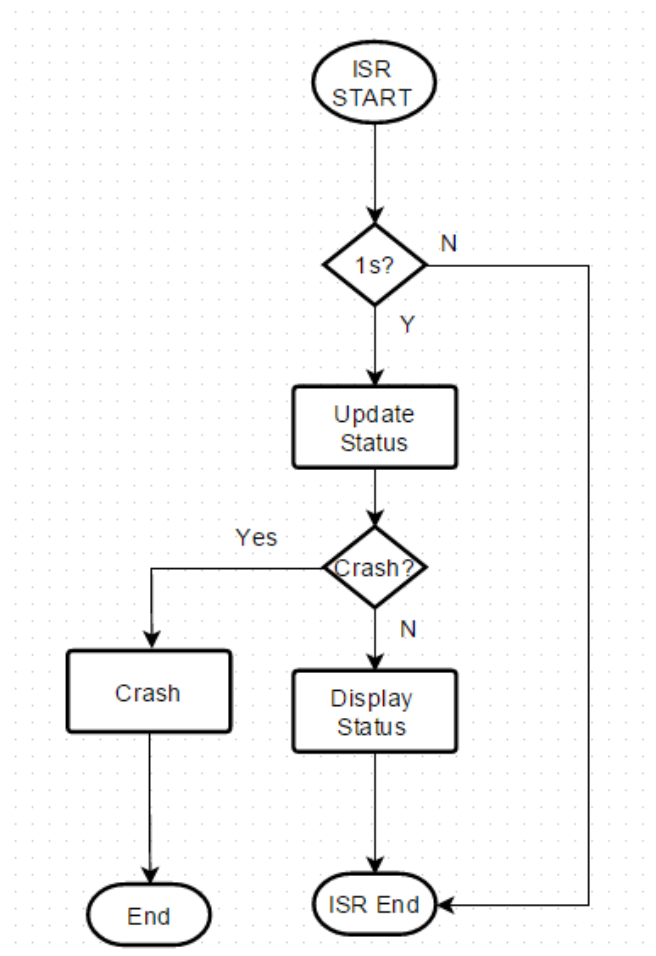 ISR
START
1s?
N
Y
Update
Status
Crash?
Yes
N
Crash
Display
Status
End
ISR End